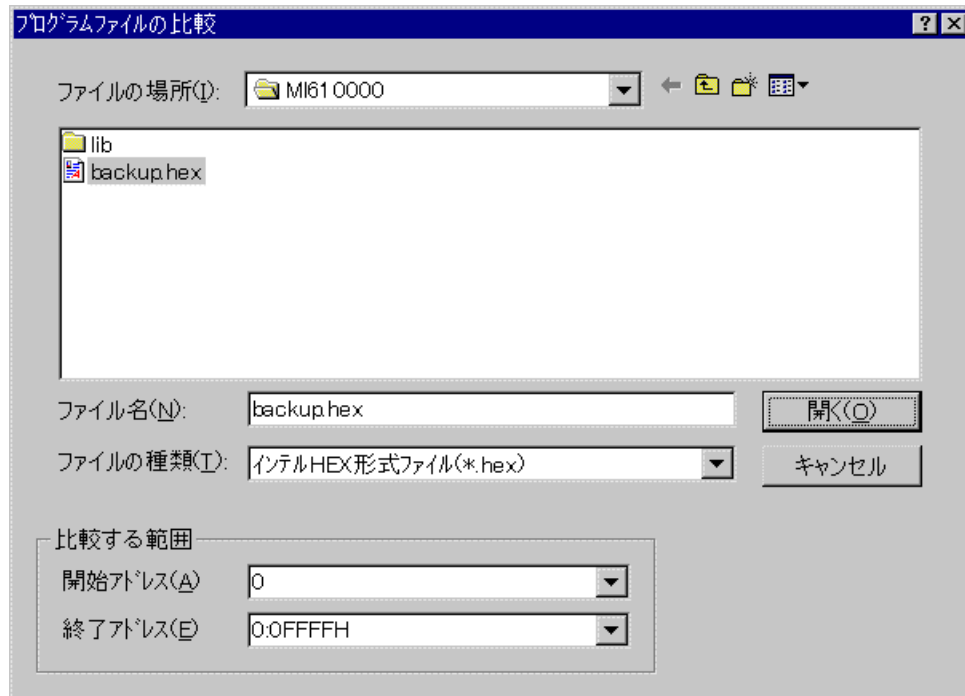 プログラムファイルの比較
ファイルの場所(I): MI610000
lib
backup.hex
ファイル名(N): backup.hex 開く(O)
ファイルの種類(T): インテルHEX形式ファイル(*.hex) キャンセル
比較する範囲
開始アドレス(A) 0
終了アドレス(E) 0:0FFFFH